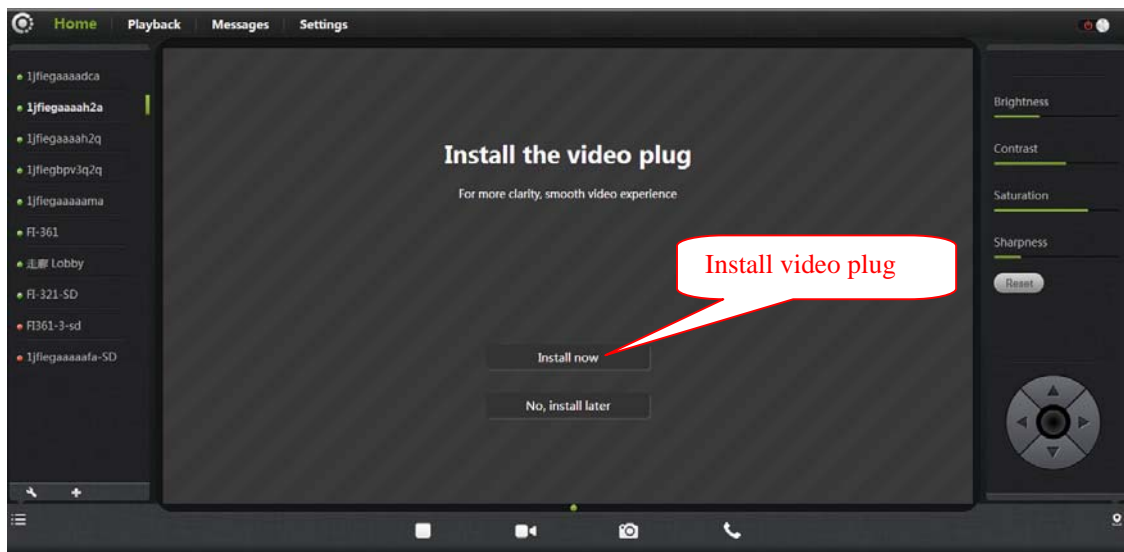 Home Playback Messages Settings
1jfiegaaaadca
1jfiegaaaah2a
1jfiegaaaah2q
1jfiegbpv3q2q
1jfiegaaaaama
FI-361
走廊 Lobby
FI-321-SD
FI361-3-sd
1jfiegaaaaafa-SD
Install the video plug
For more clarity, smooth video experience
Install video plug
Install now
No, install later
Brightness
Contrast
Saturation
Sharpness
Reset